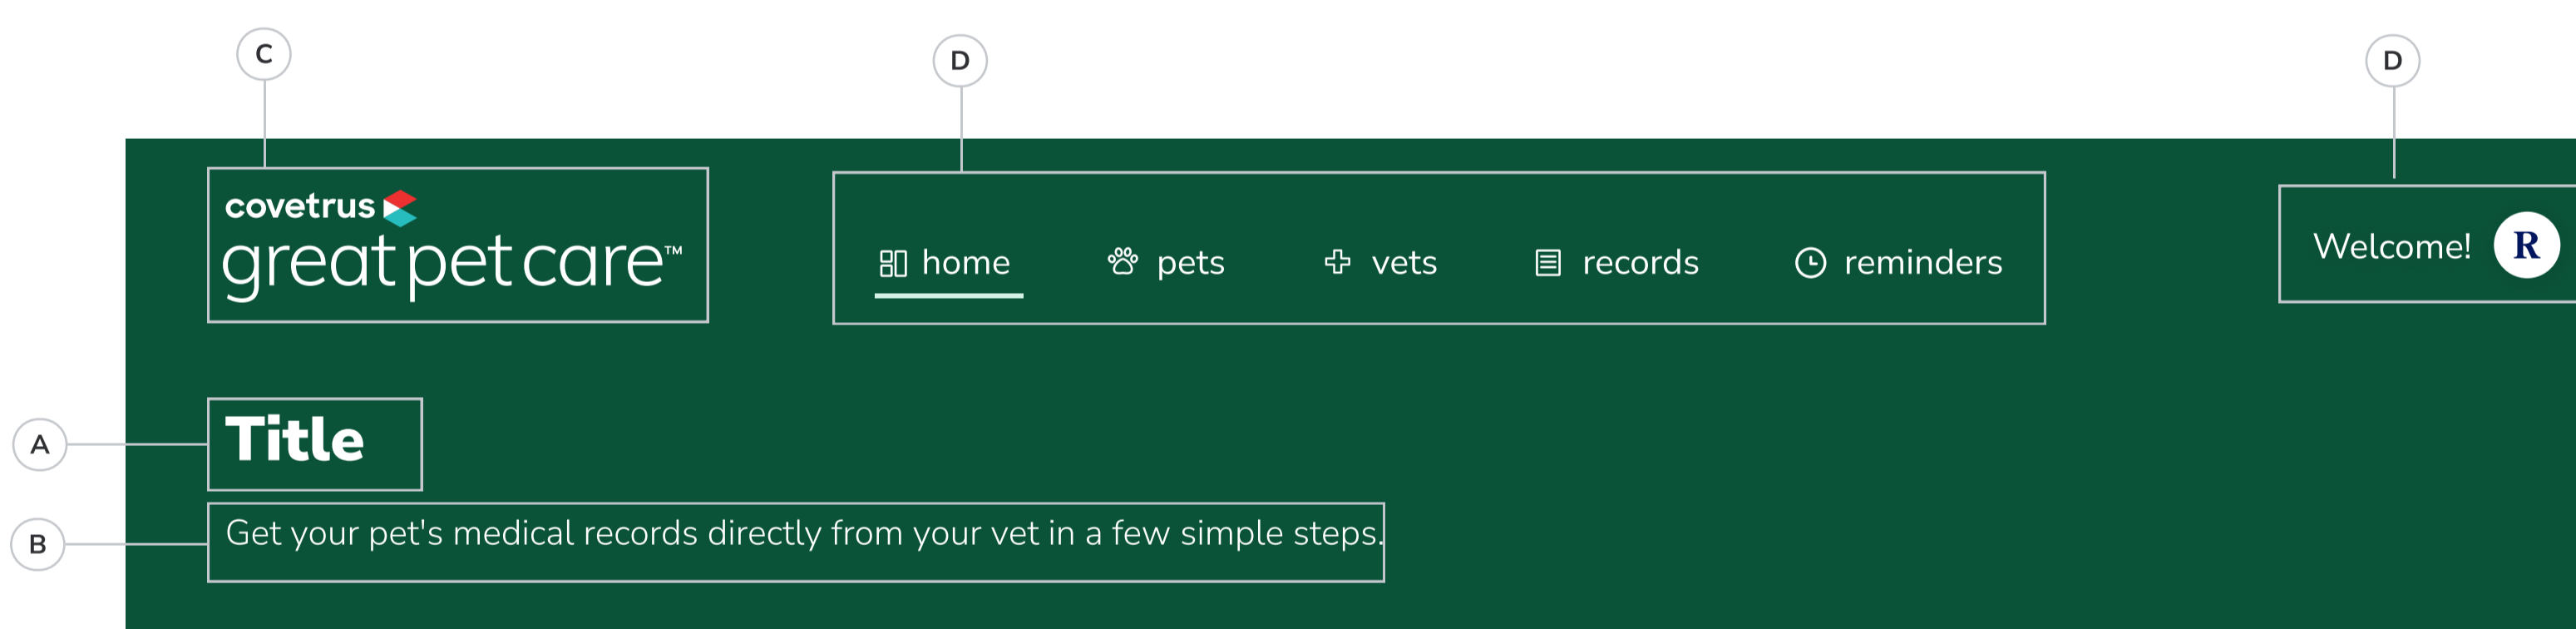 C
D
D
covetrus
great pet care™
home
pets
vets
records
reminders
Welcome!
R
A
Title
B
Get your pet's medical records directly from your vet in a few simple steps.